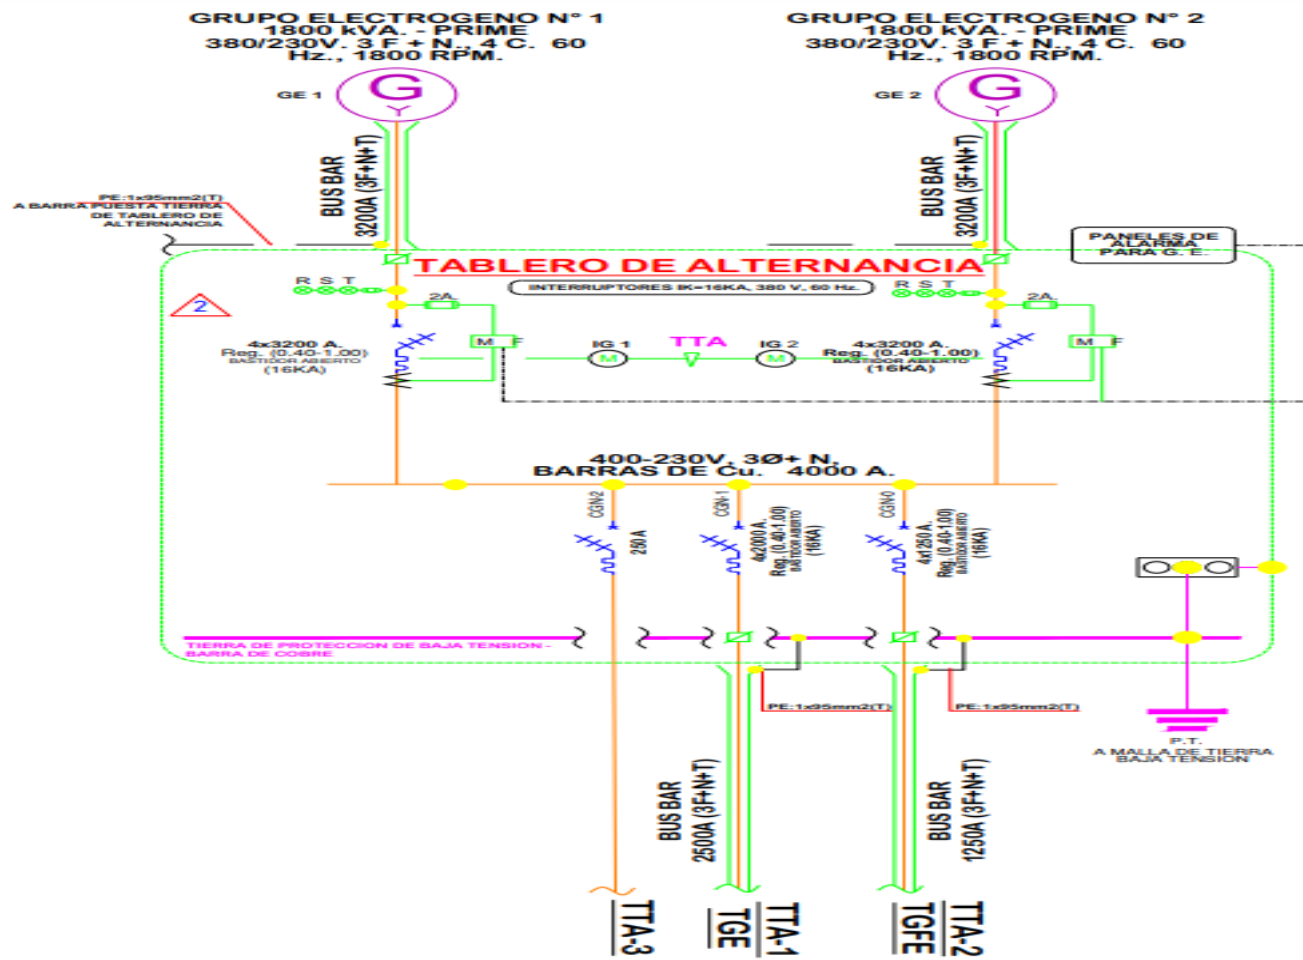 GRUPO ELECTROGENO N° 1
1800 kVA. - PRIME
380/230V. 3 F + N., 4 C. 60
Hz., 1800 RPM.
GRUPO ELECTROGENO N° 2
1800 kVA. - PRIME
380/230V. 3 F + N., 4 C. 60
Hz., 1800 RPM.
GE 1
G
GE 2
G
BUS BAR
3200A (3F+N+T)
BUS BAR
3200A (3F+N+T)
PE:1x95mm2(T)
A BARRA PUESTA TIERRA
DE TABLERO DE
ALTERNANCIA
PANELES DE
ALARMA
PARA G. E.
TABLERO DE ALTERNANCIA
INTERRUPTORES IK=16KA, 380 V, 60 Hz.
R S T
2A.
R S T
2A.
2
4x3200 A.
Reg. (0.40-1.00)
BASTIDOR ABIERTO
(16KA)
M F
IG 1
M
TTA
IG 2
M
4x3200 A.
Reg. (0.40-1.00)
BASTIDOR ABIERTO
(16KA)
M F
400-230V, 3Ø+ N,
BARRAS DE Cu. 4000 A.
CGN-2
250 A
CGN-1
4x2000 A.
Reg. (0.40-1.00)
BASTIDOR ABIERTO
(16KA)
CGN-0
4x1250 A.
Reg. (0.40-1.00)
BASTIDOR ABIERTO
(16KA)
TIERRA DE PROTECCION DE BAJA TENSION -
BARRA DE COBRE
PE:1x95mm2(T)
PE:1x95mm2(T)
P.T.
A MALLA DE TIERRA
BAJA TENSION
BUS BAR
2500A (3F+N+T)
BUS BAR
1250A (3F+N+T)
TTA-3
TTA-1
TGE
TTA-2
TGFE